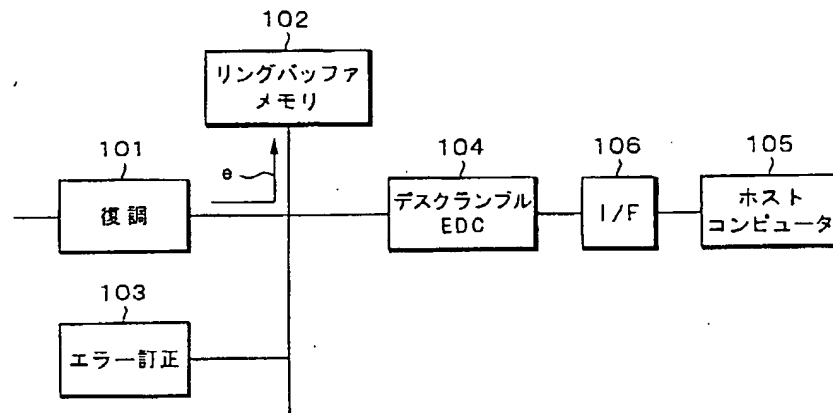 102
リングバッファ
メモリ
101
e
復調
104
デスクランブル
EDC
106
I/F
105
ホスト
コンピュータ
103
エラー訂正